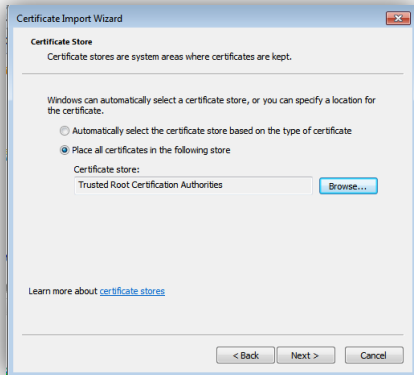 Certificate Import Wizard
Certificate Store
Certificate stores are system areas where certificates are kept.
Windows can automatically select a certificate store, or you can specify a location for
the certificate.
Automatically select the certificate store based on the type of certificate
Place all certificates in the following store
Certificate store:
Trusted Root Certification Authorities
Browse...
Learn more about certificate stores
< Back
Next >
Cancel